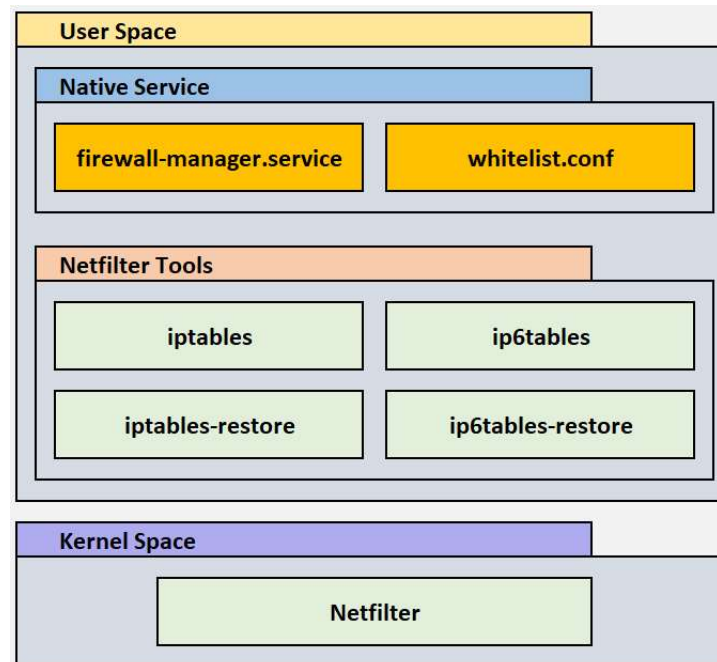 User Space
Native Service
firewall-manager.service
whitelist.conf
Netfilter Tools
iptables
ip6tables
iptables-restore
ip6tables-restore
Kernel Space
Netfilter